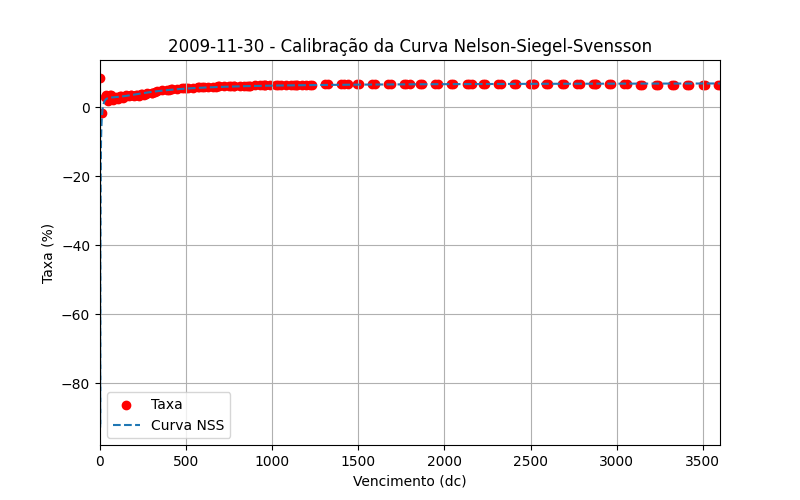 2009-11-30 - Calibração da Curva Nelson-Siegel-Svensson
Taxa (%)
0
−20
−40
−60
−80
Taxa
Curva NSS
0 500 1000 1500 2000 2500 3000 3500
Vencimento (dc)